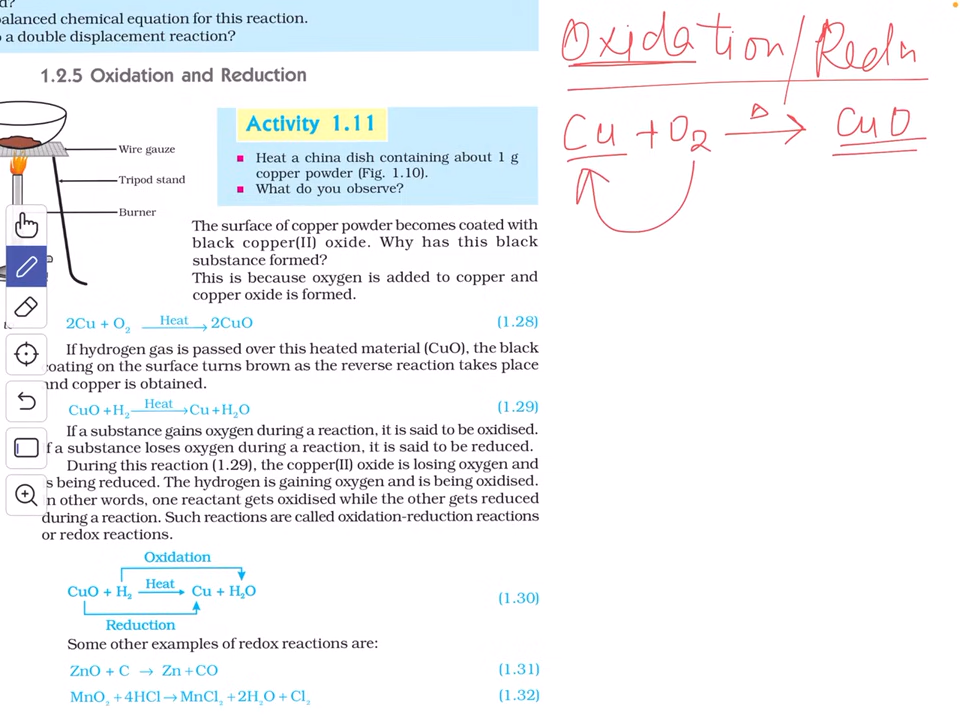 d?
balanced chemical equation for this reaction.
a double displacement reaction?
1.2.5 Oxidation and Reduction
Wire gauze
Tripod stand
Burner
Activity 1.11
■ Heat a china dish containing about 1 g
copper powder (Fig. 1.10).
■ What do you observe?
The surface of copper powder becomes coated with
black copper(II) oxide. Why has this black
substance formed?
This is because oxygen is added to copper and
copper oxide is formed.
2Cu + O₂ Heat→ 2CuO (1.28)
If hydrogen gas is passed over this heated material (CuO), the black
coating on the surface turns brown as the reverse reaction takes place
and copper is obtained.
CuO + H₂ Heat→ Cu + H₂O (1.29)
If a substance gains oxygen during a reaction, it is said to be oxidised.
If a substance loses oxygen during a reaction, it is said to be reduced.
During this reaction (1.29), the copper(II) oxide is losing oxygen and
is being reduced. The hydrogen is gaining oxygen and is being oxidised.
In other words, one reactant gets oxidised while the other gets reduced
during a reaction. Such reactions are called oxidation-reduction reactions
or redox reactions.
Oxidation
CuO + H₂ Heat→ Cu + H₂O (1.30)
Reduction
Some other examples of redox reactions are:
ZnO + C → Zn + CO (1.31)
MnO₂ + 4HCl → MnCl₂ + 2H₂O + Cl₂ (1.32)
Oxidation/Redn
Cu + O₂ Δ→ CuO